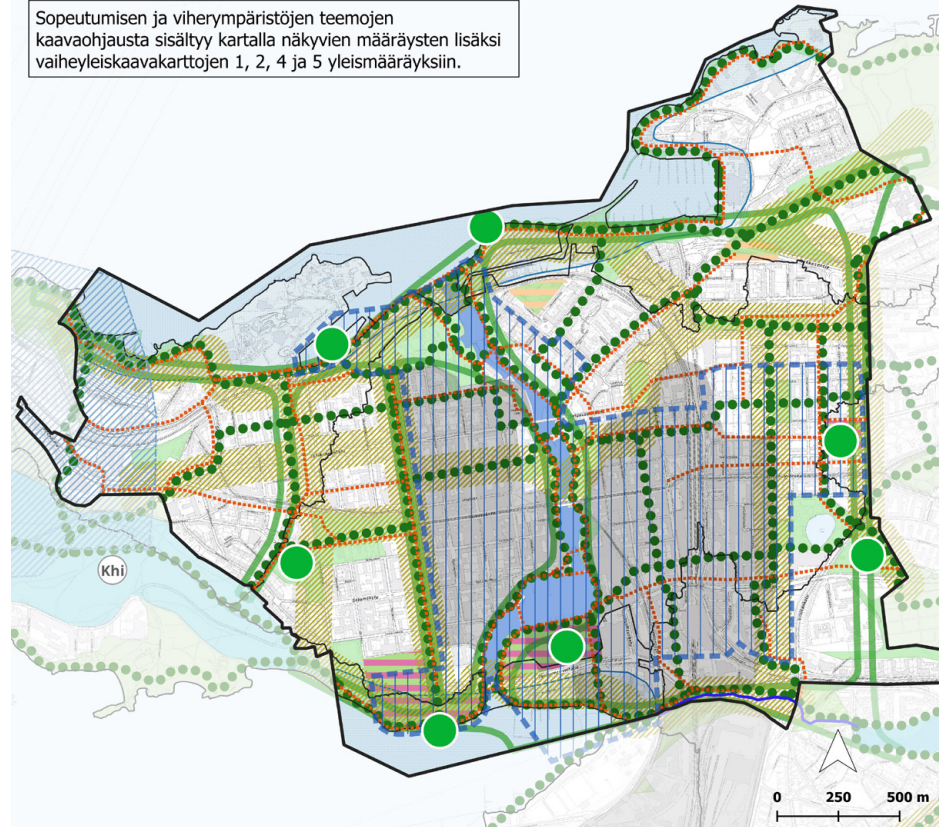 Sopeutumisen ja viherympäristöjen teemojen
kaavaohjausta sisältyy kartalla näkyvien määräysten lisäksi
vaiheyleiskaavakarttojen 1, 2, 4 ja 5 yleismääräyksiin.
Khi
0 250 500 m